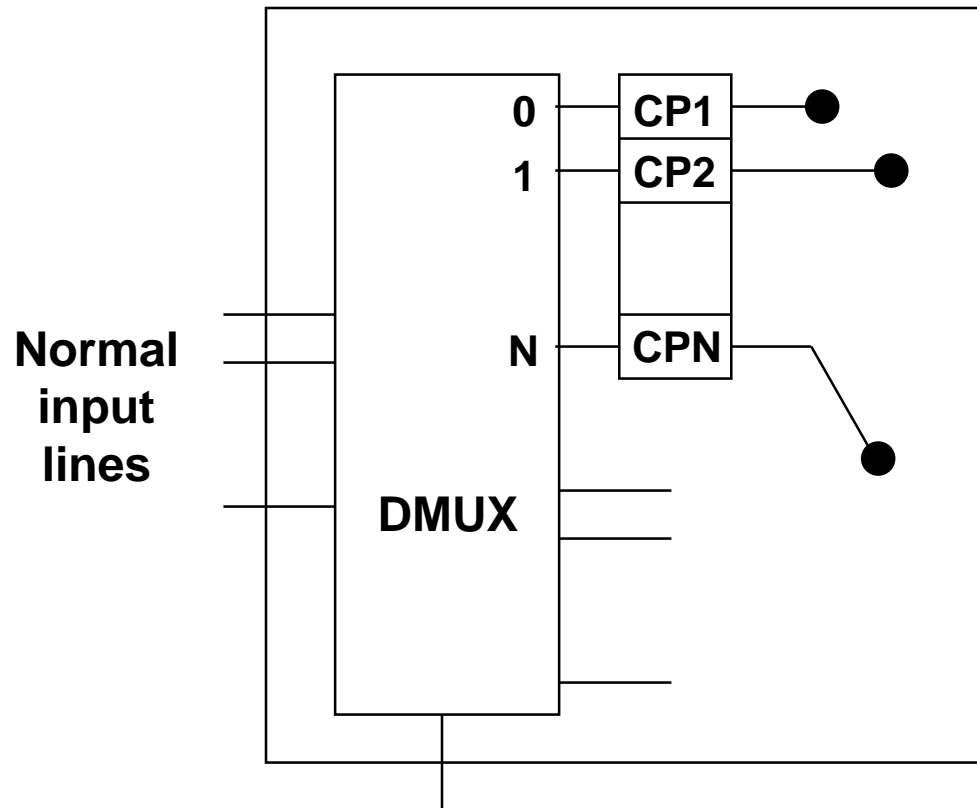 0 CP1
1 CP2
Normal
input
lines
N CPN
DMUX